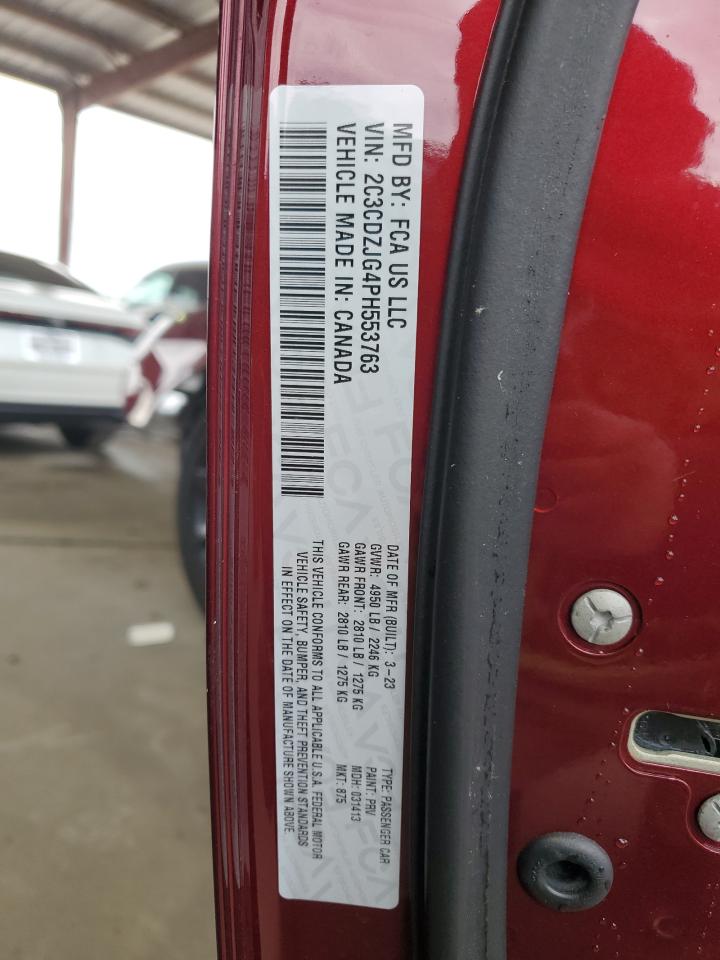 MFD BY: FCA US LLC
VIN: 2C3CDZJG4PH553763
VEHICLE MADE IN: CANADA
DATE OF MFR (BUILT): 3-23
GVWR: 4950 LB / 2246 KG
GAWR FRONT: 2810 LB / 1275 KG
GAWR REAR: 2810 LB / 1275 KG
TYPE: PASSENGER CAR
PAINT: PRV
MDH: 031413
MKT: 875
THIS VEHICLE CONFORMS TO ALL APPLICABLE U.S.A. FEDERAL MOTOR
VEHICLE SAFETY, BUMPER, AND THEFT PREVENTION STANDARDS
IN EFFECT ON THE DATE OF MANUFACTURE SHOWN ABOVE.